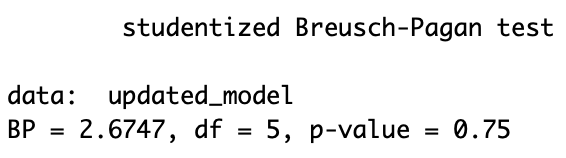 studentized Breusch-Pagan test
data:  updated_model
BP = 2.6747, df = 5, p-value = 0.75